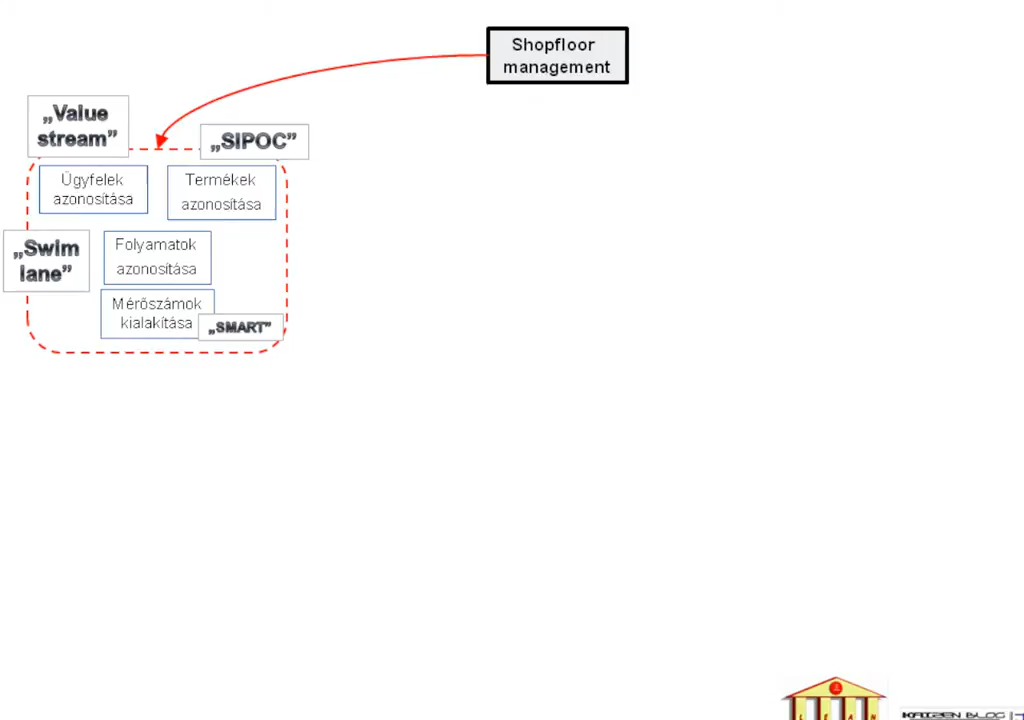 Shopfloor
management
„Value
stream”
„SIPOC”
Ügyfelek
azonosítása
Termékek
azonosítása
„Swim
lane”
Folyamatok
azonosítása
Mérőszámok
kialakítása
„SMART”
L E A N
KAIZEN BLOG